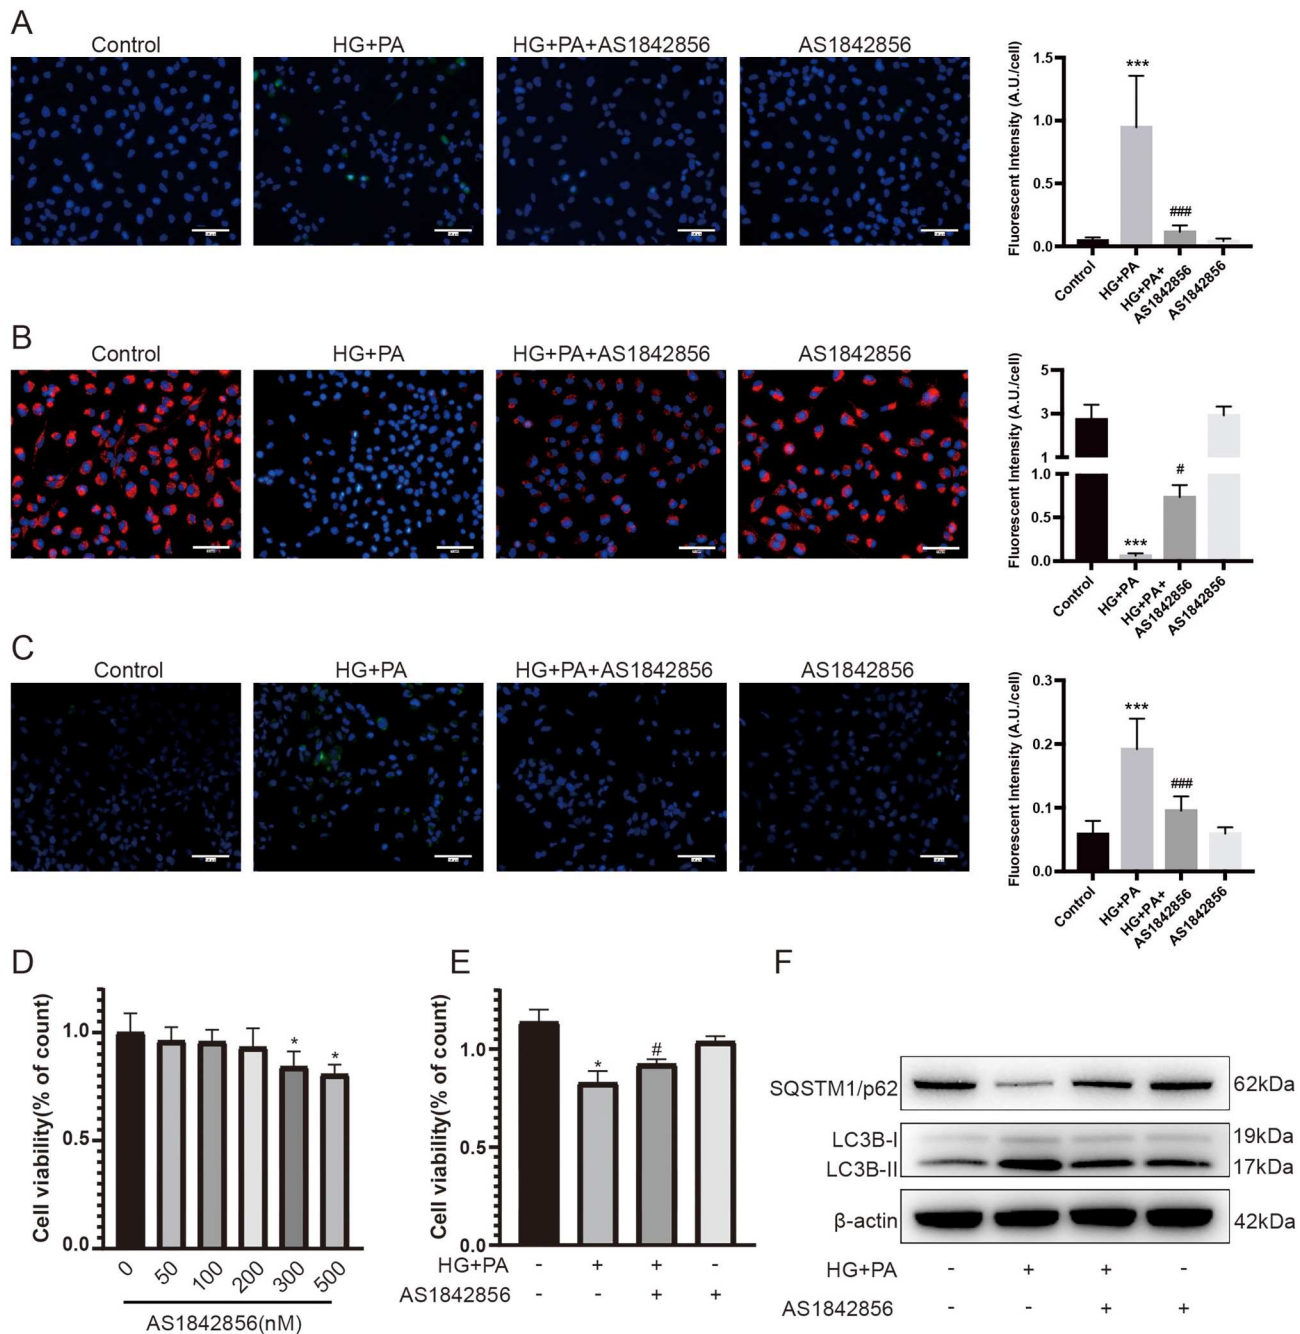 A
Control
HG+PA
HG+PA+AS1842856
AS1842856
Fluorescent Intensity (A.U./cell)
1.5
1.0
0.5
0.0
***
###
Control
HG+PA
HG+PA+
AS1842856
AS1842856
B
Control
HG+PA
HG+PA+AS1842856
AS1842856
Fluorescent Intensity (A.U./cell)
5
3
1
1.0
0.5
0.0
***
#
Control
HG+PA
HG+PA+
AS1842856
AS1842856
C
Control
HG+PA
HG+PA+AS1842856
AS1842856
Fluorescent Intensity (A.U./cell)
0.3
0.2
0.1
0.0
***
###
Control
HG+PA
HG+PA+
AS1842856
AS1842856
D
Cell viability(% of count)
1.0
0.5
0.0
* *
0 50 100 200 300 500
AS1842856(nM)
E
Cell viability(% of count)
1.0
0.5
0.0
* #
HG+PA - + + -
AS1842856 - - + +
F
SQSTM1/p62 62kDa
LC3B-I 19kDa
LC3B-II 17kDa
β-actin 42kDa
HG+PA - + + -
AS1842856 - - + +